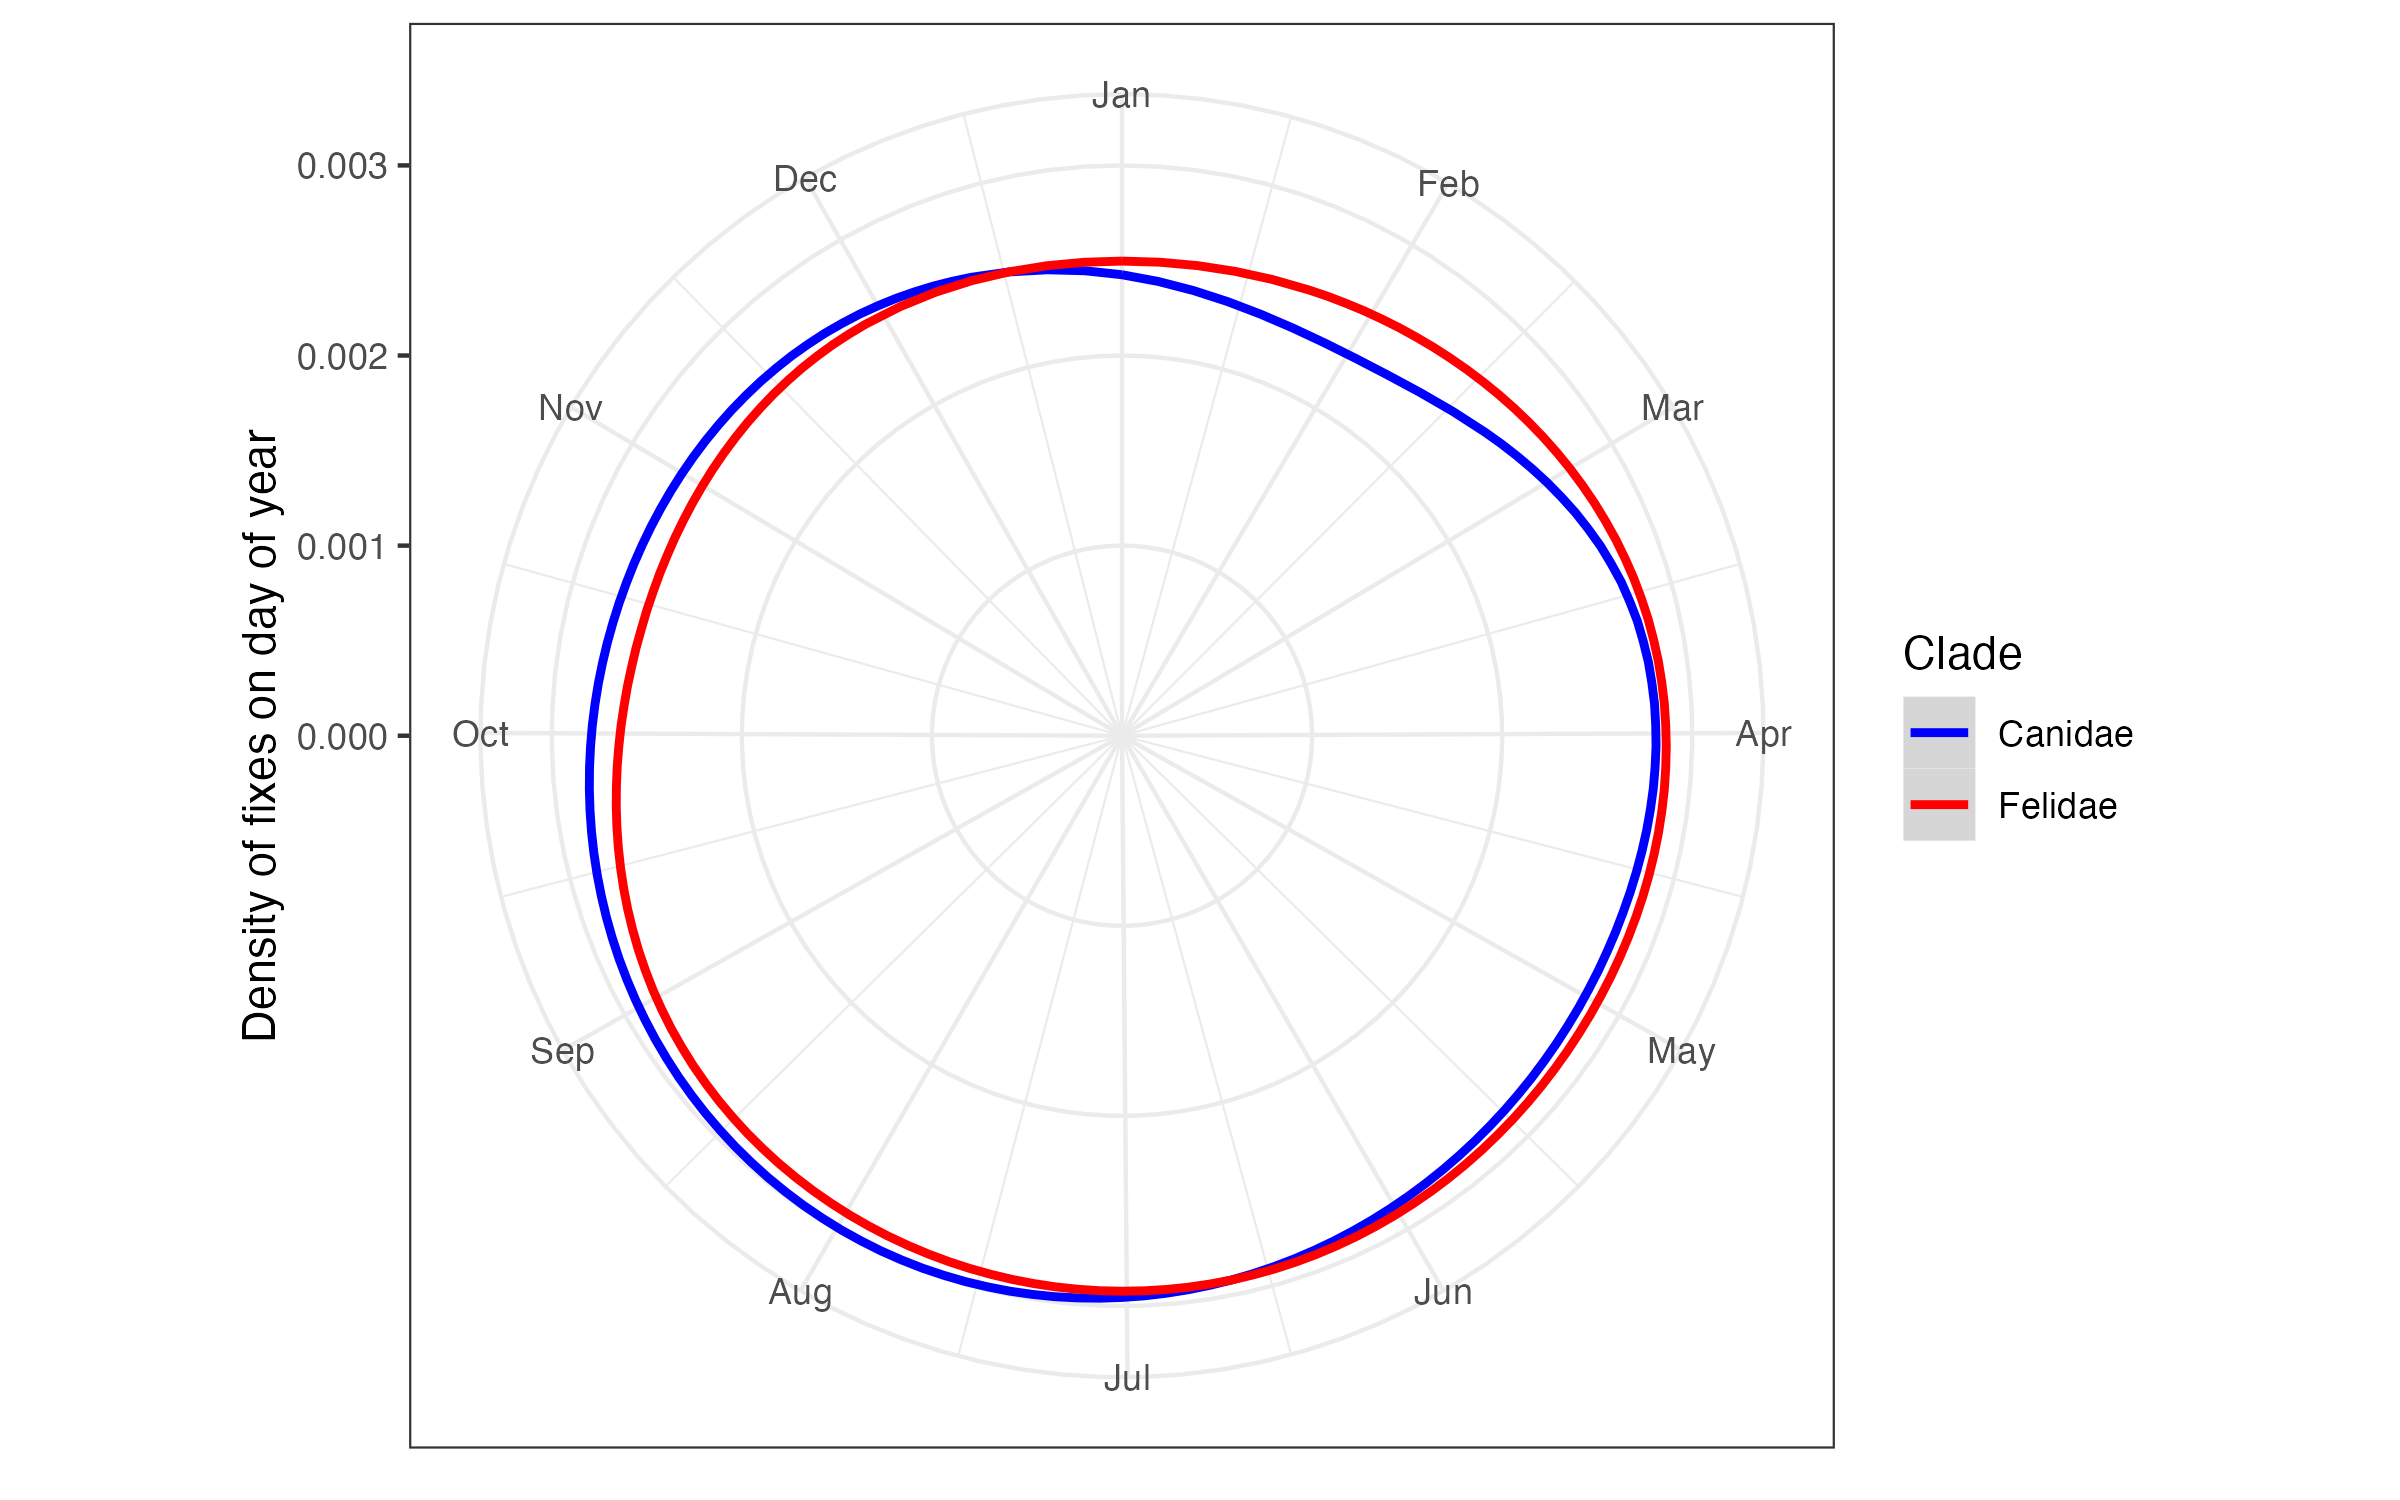 Jan
Feb
Mar
Apr
May
Jun
Jul
Aug
Sep
Oct
Nov
Dec
0.003
0.002
0.001
0.000
Density of fixes on day of year
Clade
Canidae
Felidae